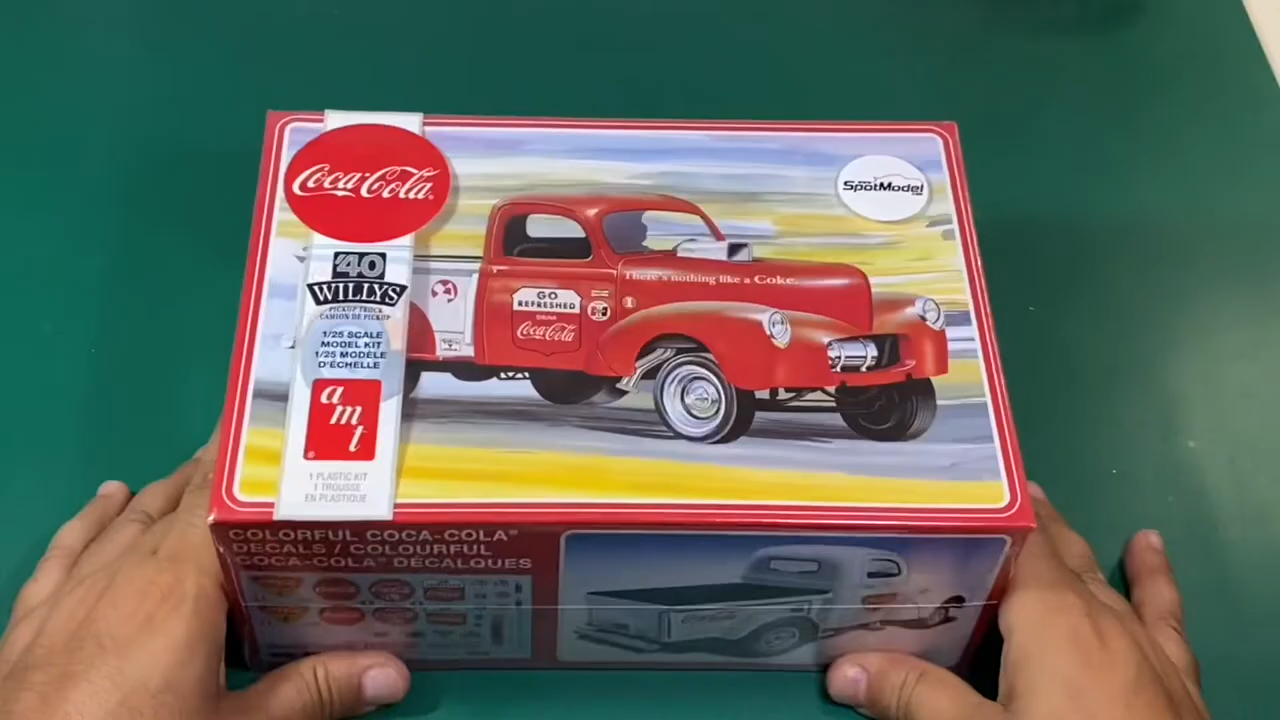 Coca-Cola
'40
WILLYS
PICKUP TRUCK
CAMION DE PICKUP
1/25 SCALE
MODEL KIT
1/25 MODÈLE
D'ÉCHELLE
amt
1 PLASTIC KIT
1 TROUSSE
EN PLASTIQUE
SpotModel
There's nothing like a Coke.
GO
REFRESHED
DRINK
Coca-Cola
COLORFUL COCA-COLA®
DECALS / COLOURFUL
COCA-COLA® DÉCALQUES